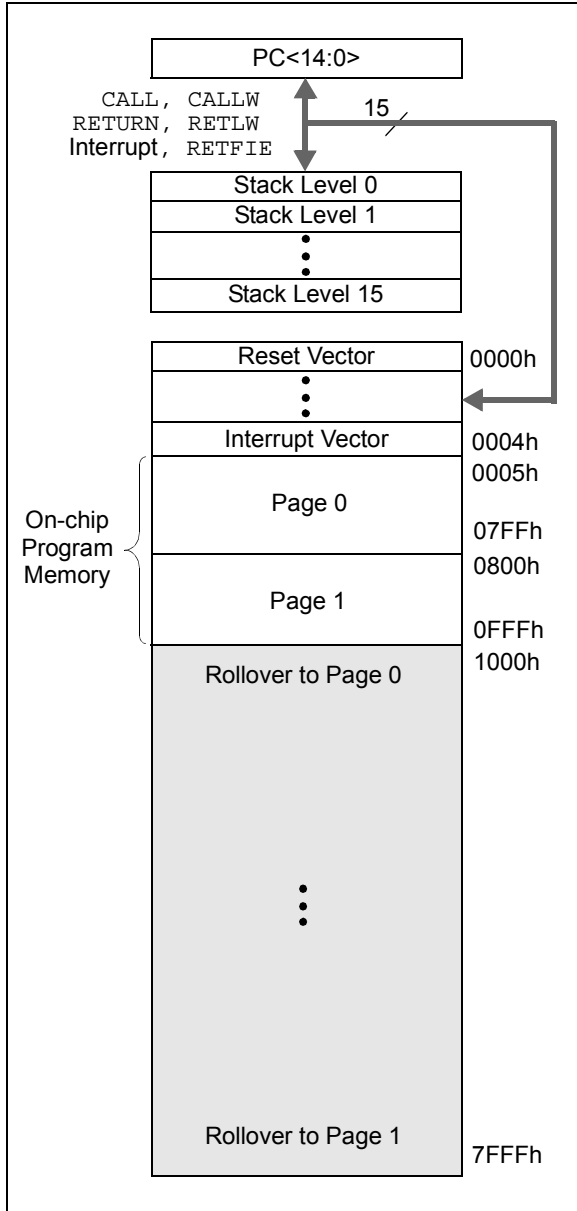 PC<14:0>
CALL, CALLW
RETURN, RETLW
Interrupt, RETFIE
15
Stack Level 0
Stack Level 1
Stack Level 15
Reset Vector
0000h
Interrupt Vector
0004h
0005h
On-chip
Program
Memory
Page 0
07FFh
0800h
Page 1
0FFFh
1000h
Rollover to Page 0
Rollover to Page 1
7FFFh